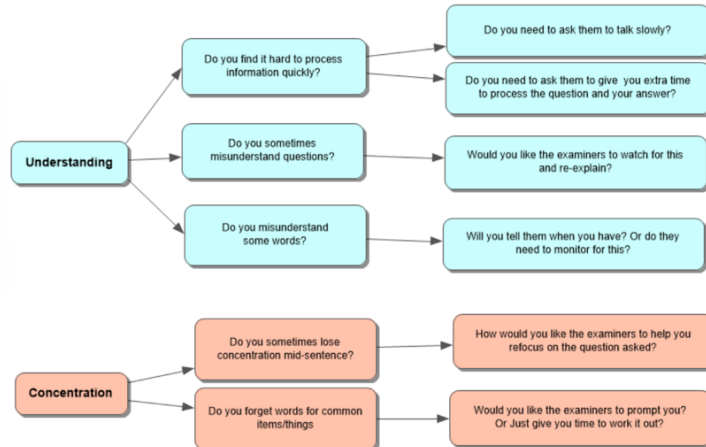 Do you need to ask them to talk slowly?
Do you find it hard to process
information quickly?
Do you need to ask them to give you extra time
to process the question and your answer?
Understanding
Do you sometimes
misunderstand questions?
Would you like the examiners to watch for this
and re-explain?
Do you misunderstand
some words?
Will you tell them when you have? Or do they
need to monitor for this?
Do you sometimes lose
concentration mid-sentence?
How would you like the examiners to help you
refocus on the question asked?
Concentration
Do you forget words for common
items/things
Would you like the examiners to prompt you?
Or Just give you time to work it out?